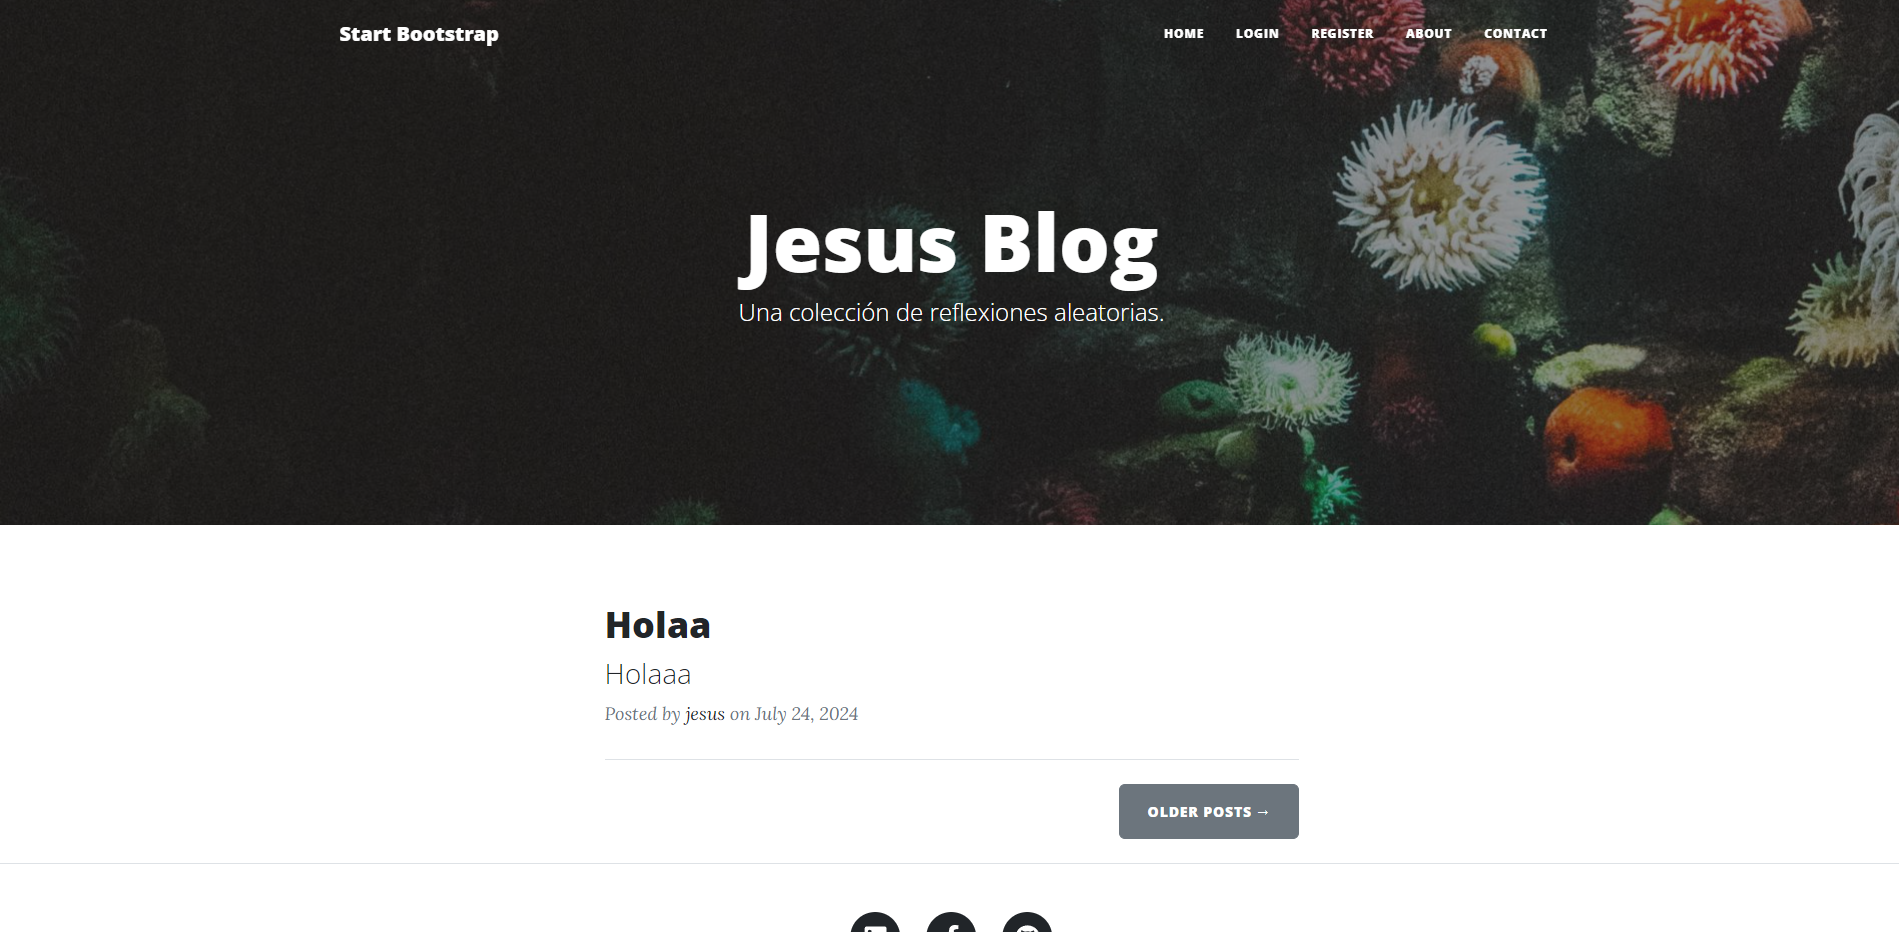 Start Bootstrap
HOME LOGIN REGISTER ABOUT CONTACT
Jesus Blog
Una colección de reflexiones aleatorias.
Holaa
Holaaa
Posted by jesus on July 24, 2024
OLDER POSTS →